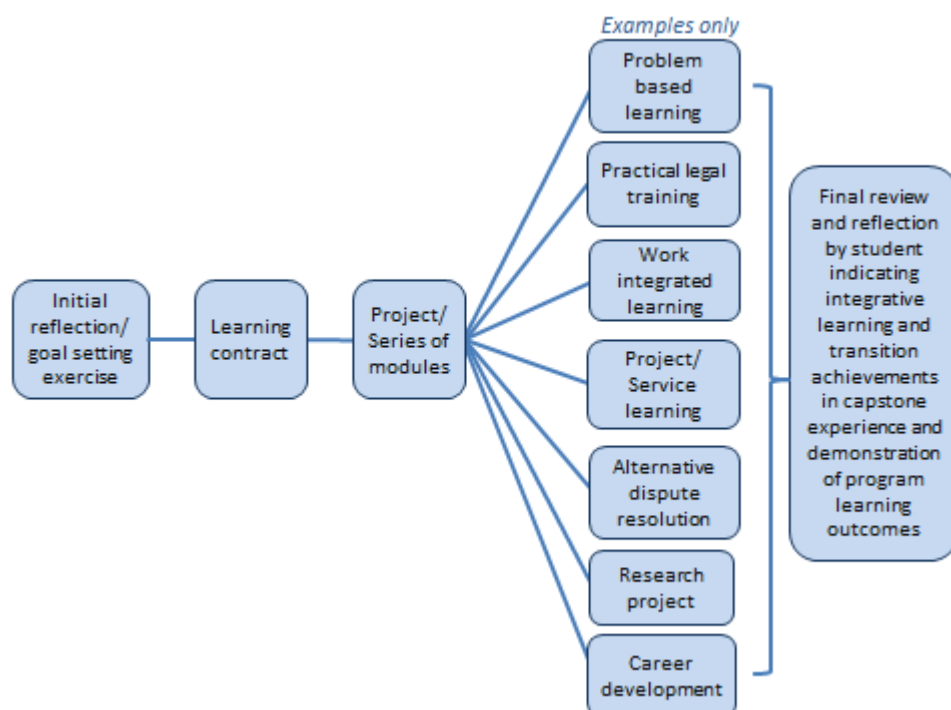 Examples only
Problem
based
learning
Practical legal
training
Work
integrated
learning
Project/
Service
learning
Alternative
dispute
resolution
Research
project
Career
development
Initial
reflection/
goal setting
exercise
Learning
contract
Project/
Series of
modules
Final review
and reflection
by student
indicating
integrative
learning and
transition
achievements
in capstone
experience and
demonstration
of program
learning
outcomes